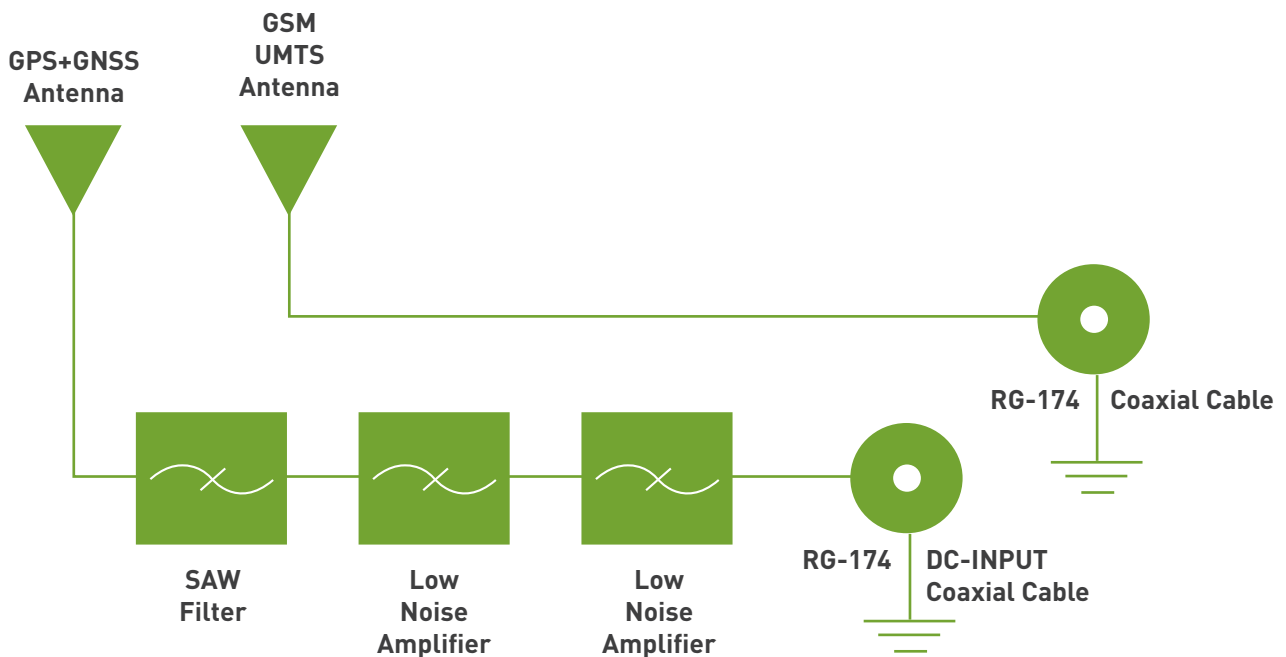 GPS+GNSS
Antenna
GSM
UMTS
Antenna
RG-174
Coaxial Cable
SAW
Filter
Low
Noise
Amplifier
Low
Noise
Amplifier
RG-174
DC-INPUT
Coaxial Cable